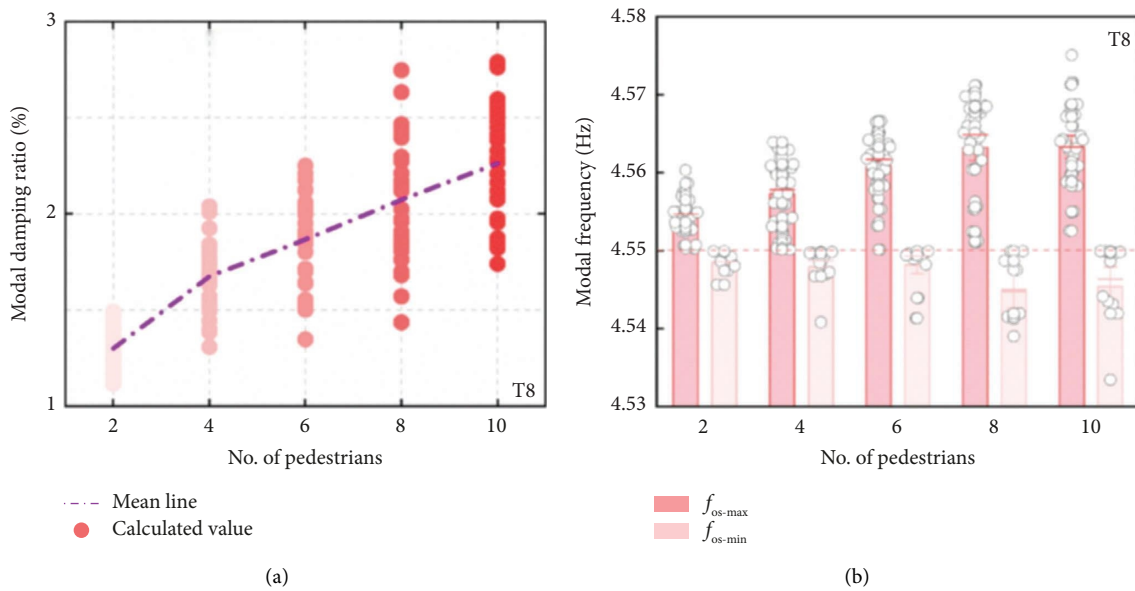 3
2
1
Modal damping ratio (%)
T8
2 4 6 8 10
No. of pedestrians
Mean line
Calculated value
(a)
4.58
4.57
4.56
4.55
4.54
4.53
Modal frequency (Hz)
T8
2 4 6 8 10
No. of pedestrians
fos-max
fos-min
(b)